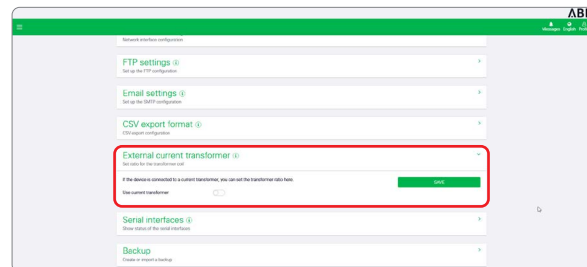 ABB
Messages English Profile
Network interface configuration
FTP settings
Set up the FTP configuration
Email settings
Set up the SMTP configuration
CSV export format
CSV export configuration
External current transformer
Set ratio for the transformer coil
If the device is connected to a current transformer, you can set the transformer ratio here.
SAVE
Use current transformer
Serial interfaces
Show status of the serial interfaces
Backup
Create or import a backup